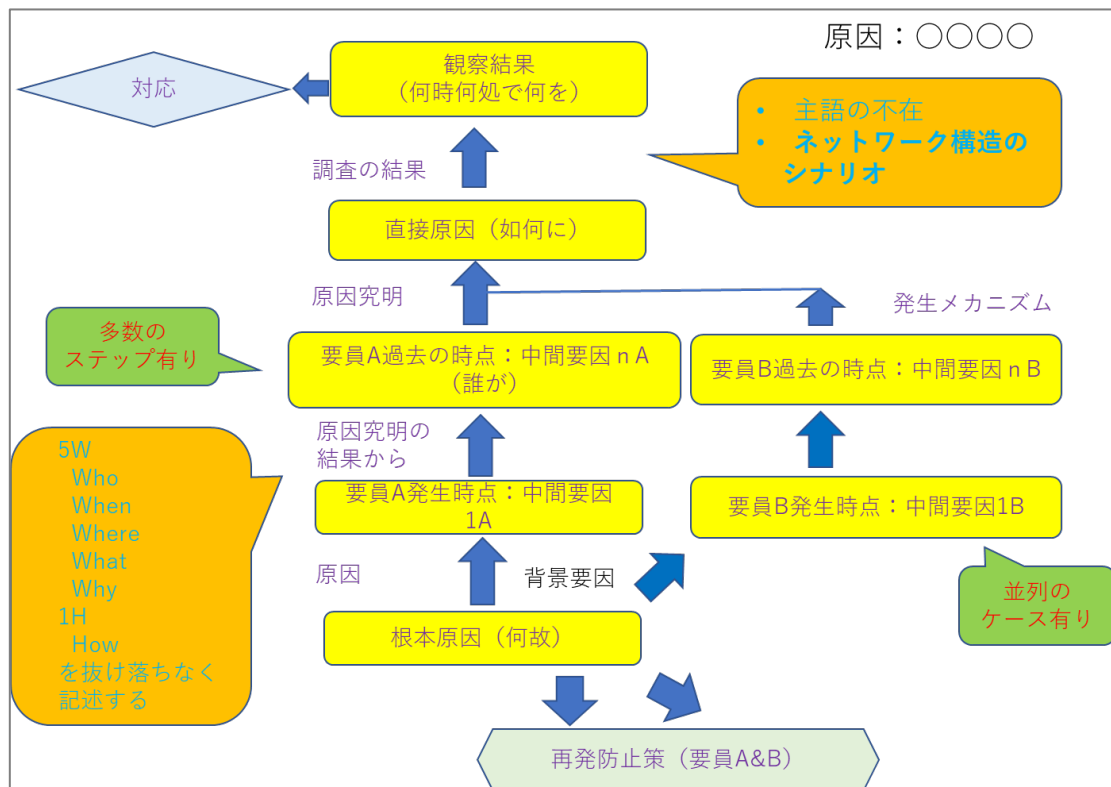 原因：○○○○
観察結果
（何時何処で何を）
対応
• 主語の不在
• ネットワーク構造の
シナリオ
調査の結果
直接原因（如何に）
原因究明
発生メカニズム
多数の
ステップ有り
要員A過去の時点：中間要因ｎA
（誰が）
要員B過去の時点：中間要因ｎB
原因究明の
結果から
5W
Who
When
Where
What
Why
1H
How
を抜け落ちなく
記述する
要員A発生時点：中間要因
1A
要員B発生時点：中間要因1B
原因
背景要因
並列の
ケース有り
根本原因（何故）
再発防止策（要員A&B）